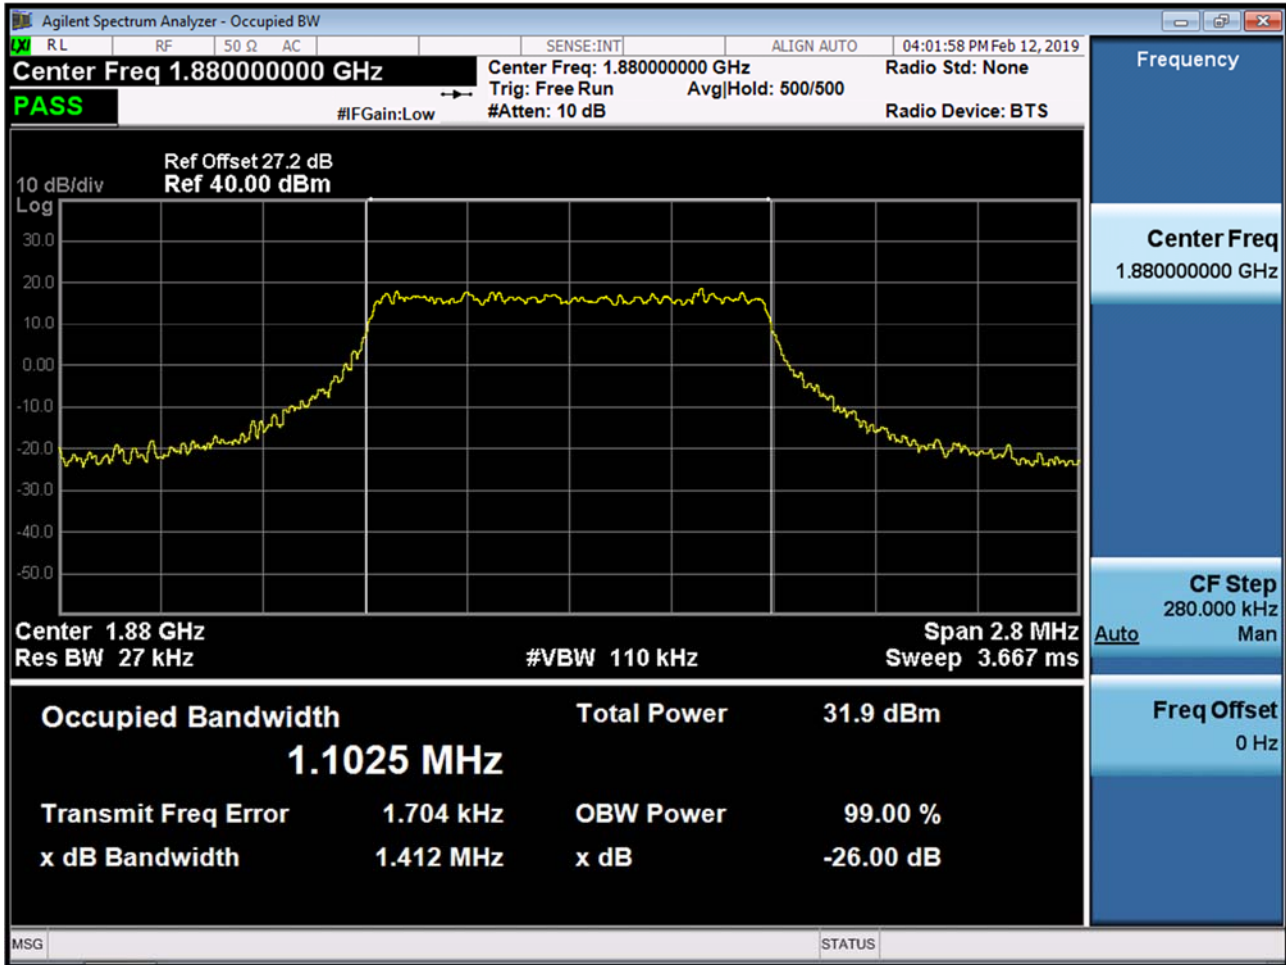 Agilent Spectrum Analyzer - Occupied BW
LXI RL RF 50 Ω AC SENSE:INT ALIGN AUTO 04:01:58 PM Feb 12, 2019
Center Freq 1.880000000 GHz
Center Freq: 1.880000000 GHz Radio Std: None
Trig: Free Run Avg|Hold: 500/500
PASS #IFGain:Low #Atten: 10 dB Radio Device: BTS
Ref Offset 27.2 dB
10 dB/div Ref 40.00 dBm
Log
30.0
20.0
10.0
0.00
-10.0
-20.0
-30.0
-40.0
-50.0
Center 1.88 GHz Span 2.8 MHz
Res BW 27 kHz #VBW 110 kHz Sweep 3.667 ms
Occupied Bandwidth Total Power 31.9 dBm
1.1025 MHz
Transmit Freq Error 1.704 kHz OBW Power 99.00 %
x dB Bandwidth 1.412 MHz x dB -26.00 dB
MSG STATUS
Frequency
Center Freq
1.880000000 GHz
CF Step
280.000 kHz
Auto Man
Freq Offset
0 Hz